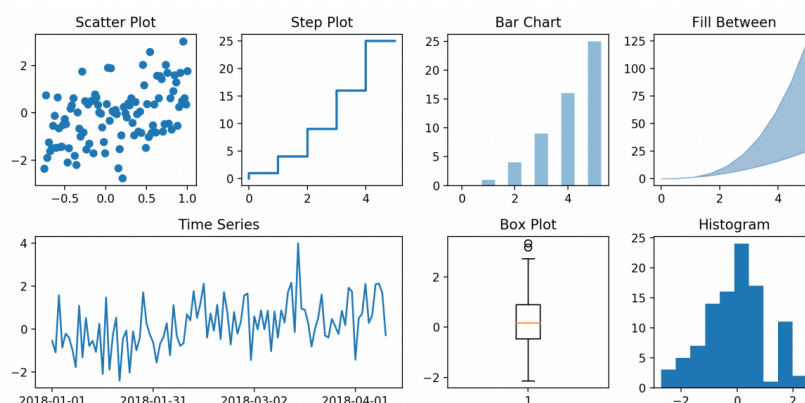 Scatter Plot
2
0
−2
−0.5 0.0 0.5 1.0
Step Plot
25
20
15
10
5
0
0 2 4
Bar Chart
25
20
15
10
5
0
0 2 4
Fill Between
125
100
75
50
25
0
0 2 4
Time Series
4
2
0
−2
2018-01-01 2018-01-31 2018-03-02 2018-04-01
Box Plot
2
0
−2
1
Histogram
25
20
15
10
5
0
−2 0 2